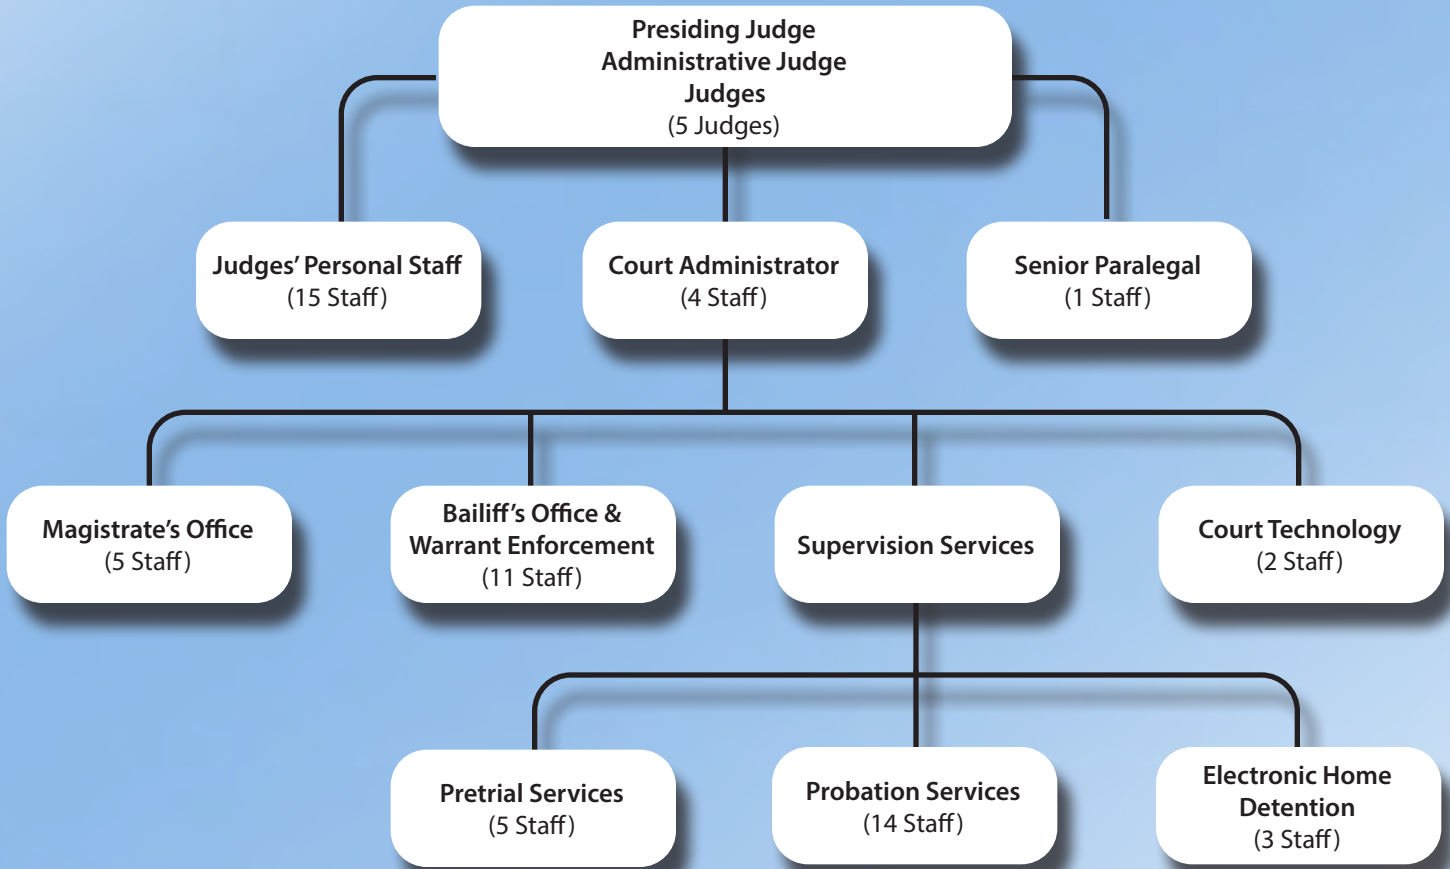 Presiding Judge
Administrative Judge
Judges
(5 Judges)
Judges’ Personal Staff
(15 Staff)
Court Administrator
(4 Staff)
Senior Paralegal
(1 Staff)
Magistrate’s Office
(5 Staff)
Bailiff’s Office &
Warrant Enforcement
(11 Staff)
Supervision Services
Court Technology
(2 Staff)
Pretrial Services
(5 Staff)
Probation Services
(14 Staff)
Electronic Home
Detention
(3 Staff)